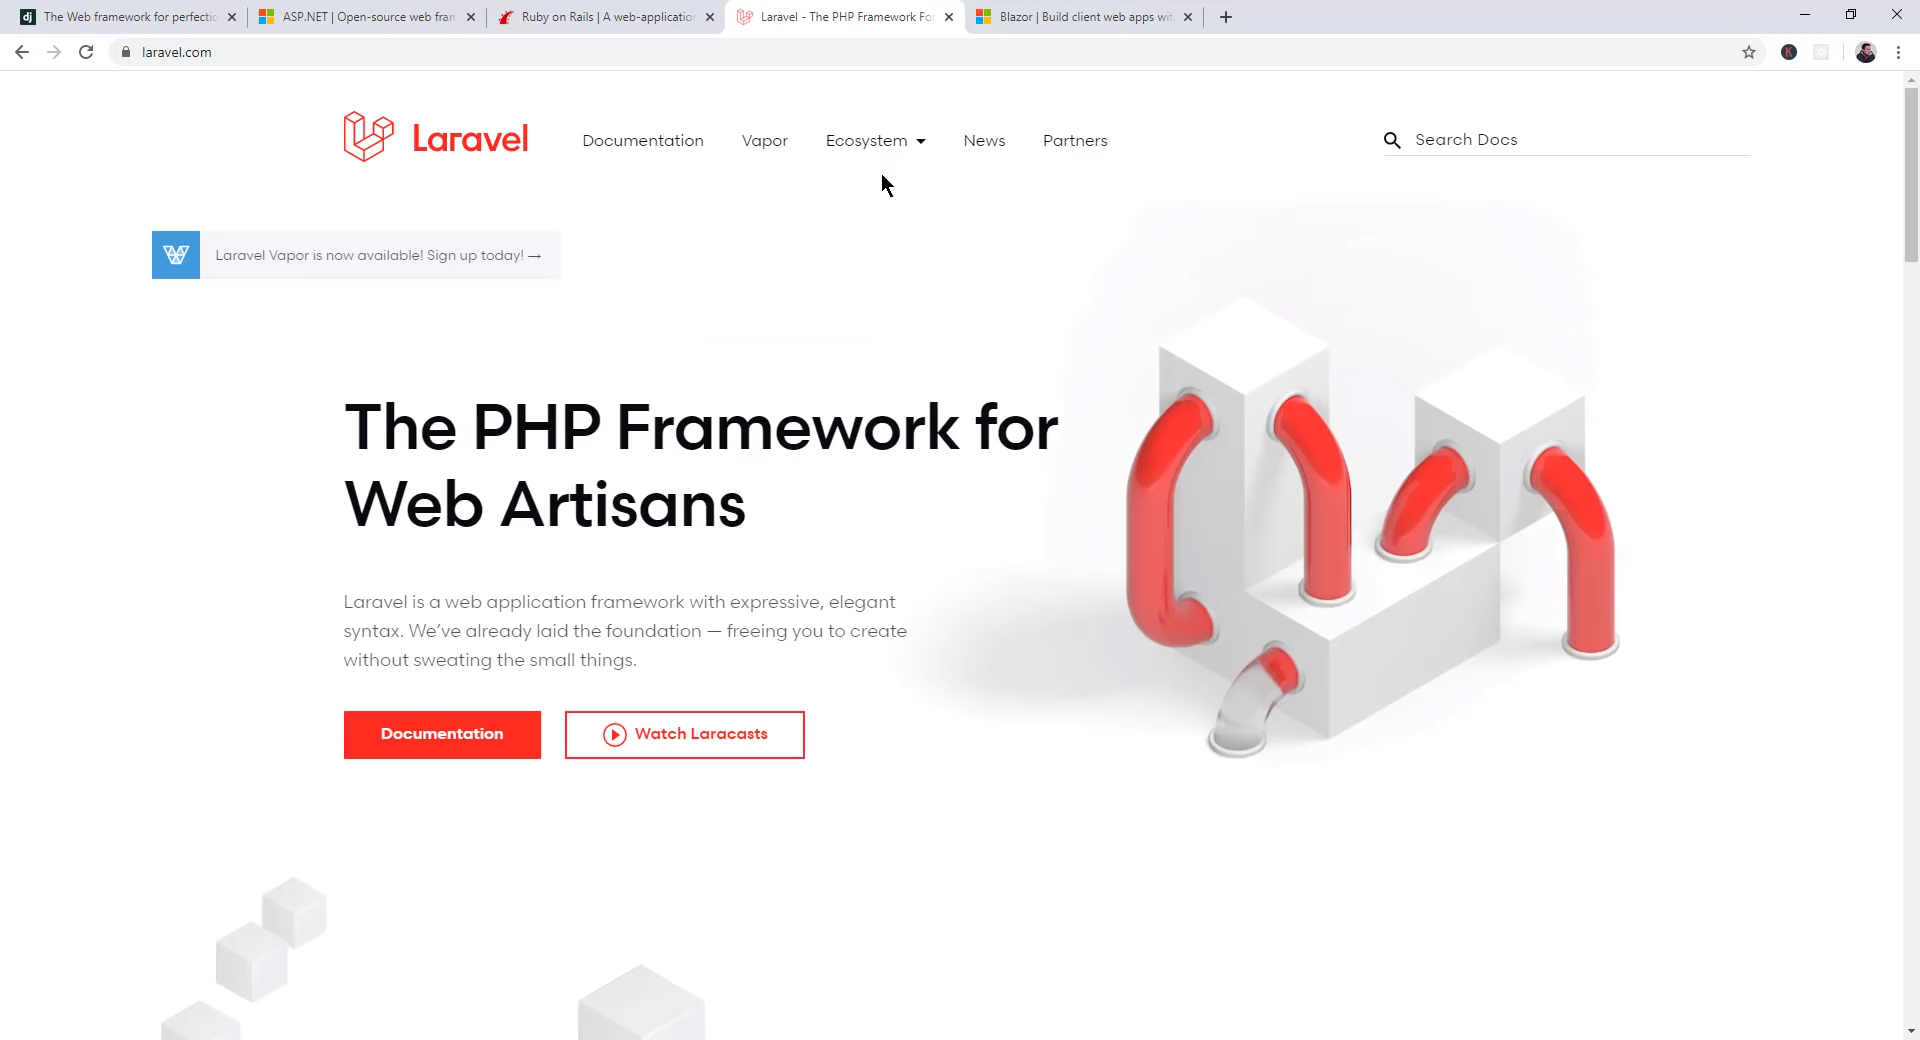 The Web framework for perfectio
ASP.NET | Open-source web fram
Ruby on Rails | A web-application
Laravel - The PHP Framework Fo
Blazor | Build client web apps wit
laravel.com
Laravel
Documentation
Vapor
Ecosystem
News
Partners
Search Docs
Laravel Vapor is now available! Sign up today! →
The PHP Framework for
Web Artisans
Laravel is a web application framework with expressive, elegant
syntax. We've already laid the foundation — freeing you to create
without sweating the small things.
Documentation
Watch Laracasts